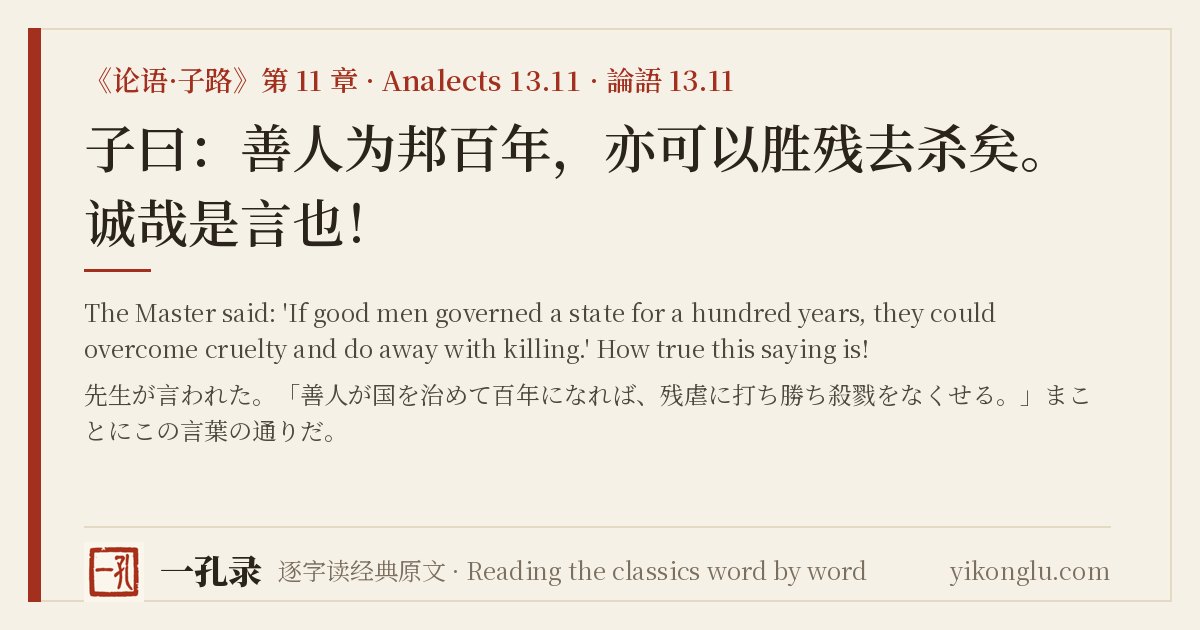 《论语·子路》第 11 章 · Analects 13.11 · 論語 13.11
子曰：善人为邦百年，亦可以胜残去杀矣。
诚哉是言也！
The Master said: 'If good men governed a state for a hundred years, they could
overcome cruelty and do away with killing.' How true this saying is!
先生が言われた。「善人が国を治めて百年になれば、残虐に打ち勝ち殺戮をなくせる。」まこ
とにこの言葉の通りだ。
一孔
一孔录 逐字读经典原文 · Reading the classics word by word yikonglu.com